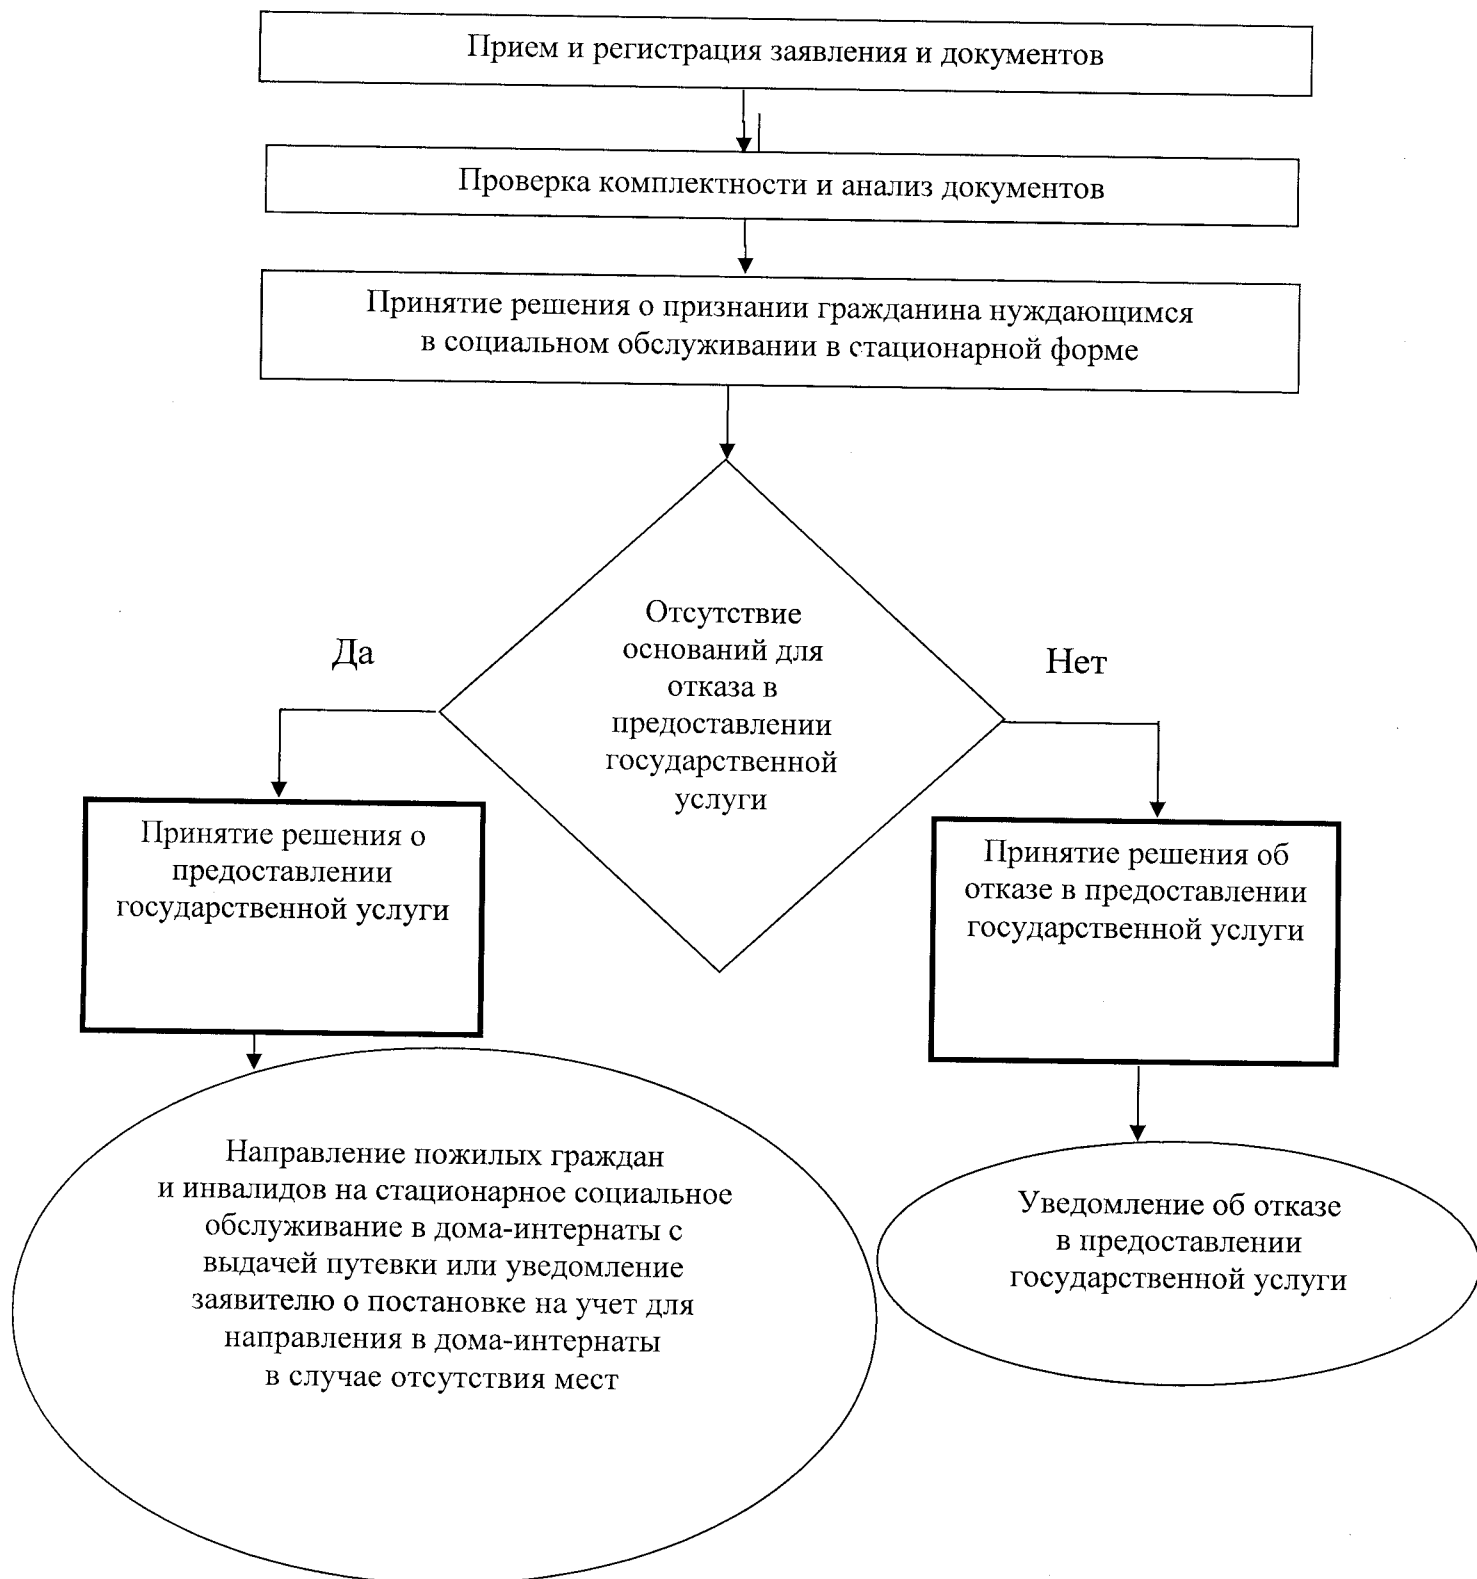 Прием и регистрация заявления и документов
Проверка комплектности и анализ документов
Принятие решения о признании гражданина нуждающимся
в социальном обслуживании в стационарной форме
Отсутствие
оснований для
отказа в
предоставлении
государственной
услуги
Да
Нет
Принятие решения о
предоставлении
государственной услуги
Принятие решения об
отказе в предоставлении
государственной услуги
Направление пожилых граждан
и инвалидов на стационарное социальное
обслуживание в дома-интернаты с
выдачей путевки или уведомление
заявителю о постановке на учет для
направления в дома-интернаты
в случае отсутствия мест
Уведомление об отказе
в предоставлении
государственной услуги